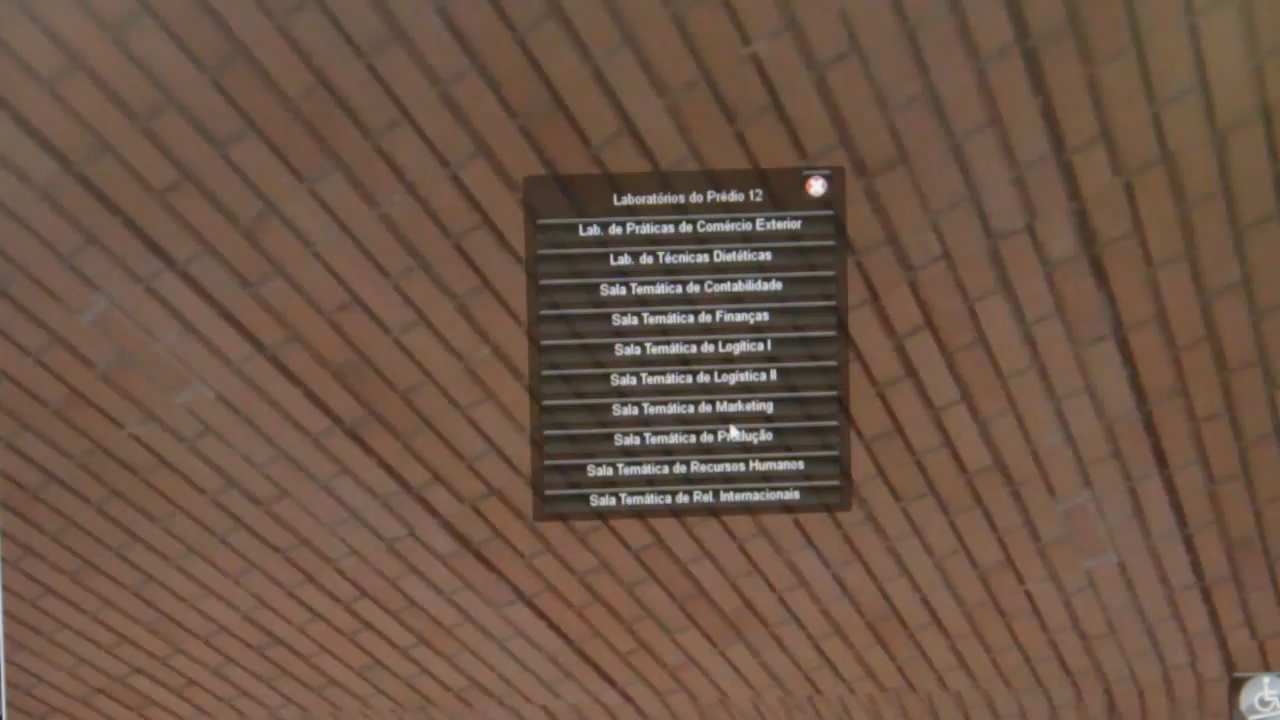 Laboratórios do Prédio 12
Lab. de Práticas de Comércio Exterior
Lab. de Técnicas Dietéticas
Sala Temática de Contabilidade
Sala Temática de Finanças
Sala Temática de Logítica I
Sala Temática de Logística II
Sala Temática de Marketing
Sala Temática de Produção
Sala Temática de Recursos Humanos
Sala Temática de Rel. Internacionais